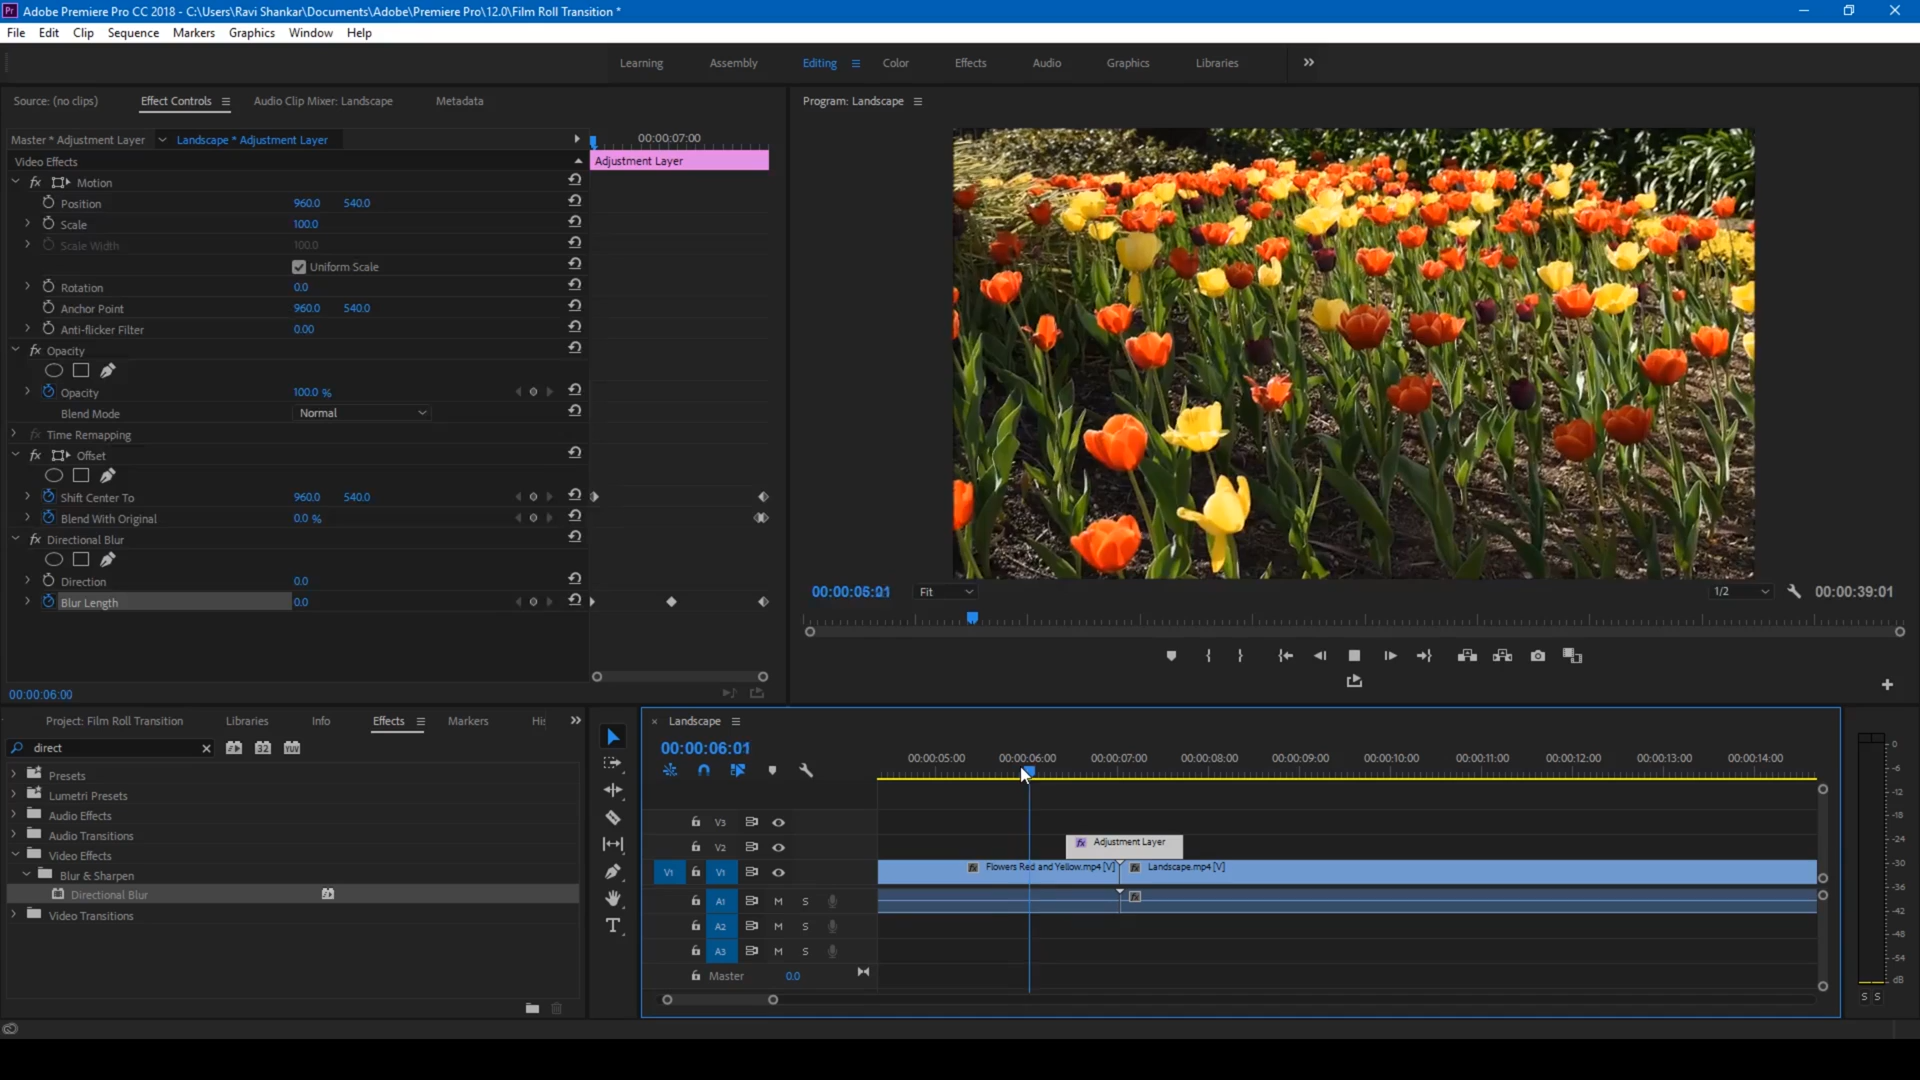 Adobe Premiere Pro CC 2018 - C:\Users\Ravi Shankar\Documents\Adobe\Premiere Pro\12.0\Film Roll Transition *
File Edit Clip Sequence Markers Graphics Window Help
Learning Assembly Editing Color Effects Audio Graphics Libraries
Source: (no clips) Effect Controls Audio Clip Mixer: Landscape Metadata
Program: Landscape
Master * Adjustment Layer Landscape * Adjustment Layer
00:00:07:00
Video Effects
Adjustment Layer
fx Motion
Position 960.0 540.0
Scale 100.0
Scale Width 100.0
Uniform Scale
Rotation 0.0
Anchor Point 960.0 540.0
Anti-flicker Filter 0.00
fx Opacity
Opacity 100.0 %
Blend Mode Normal
fx Time Remapping
fx Offset
Shift Center To 960.0 540.0
Blend With Original 0.0 %
fx Directional Blur
Direction 0.0
Blur Length 0.0
00:00:06:00
00:00:06:01 Fit 1/2 00:00:39:01
Project: Film Roll Transition Libraries Info Effects Markers His
direct
32 YUV
Presets
Lumetri Presets
Audio Effects
Audio Transitions
Video Effects
Blur & Sharpen
Directional Blur
Video Transitions
Landscape
00:00:06:01
00:00:05:00 00:00:06:00 00:00:07:00 00:00:08:00 00:00:09:00 00:00:10:00 00:00:11:00 00:00:12:00 00:00:13:00 00:00:14:00
V3
V2
fx Adjustment Layer
V1 V1
Flowers Red and Yellow.mp4 [V] Landscape.mp4 [V]
A1 M S
A2 M S
A3 M S
Master 0.0
0
-6
-12
-18
-24
-30
-36
-42
-48
-54
dB
S S